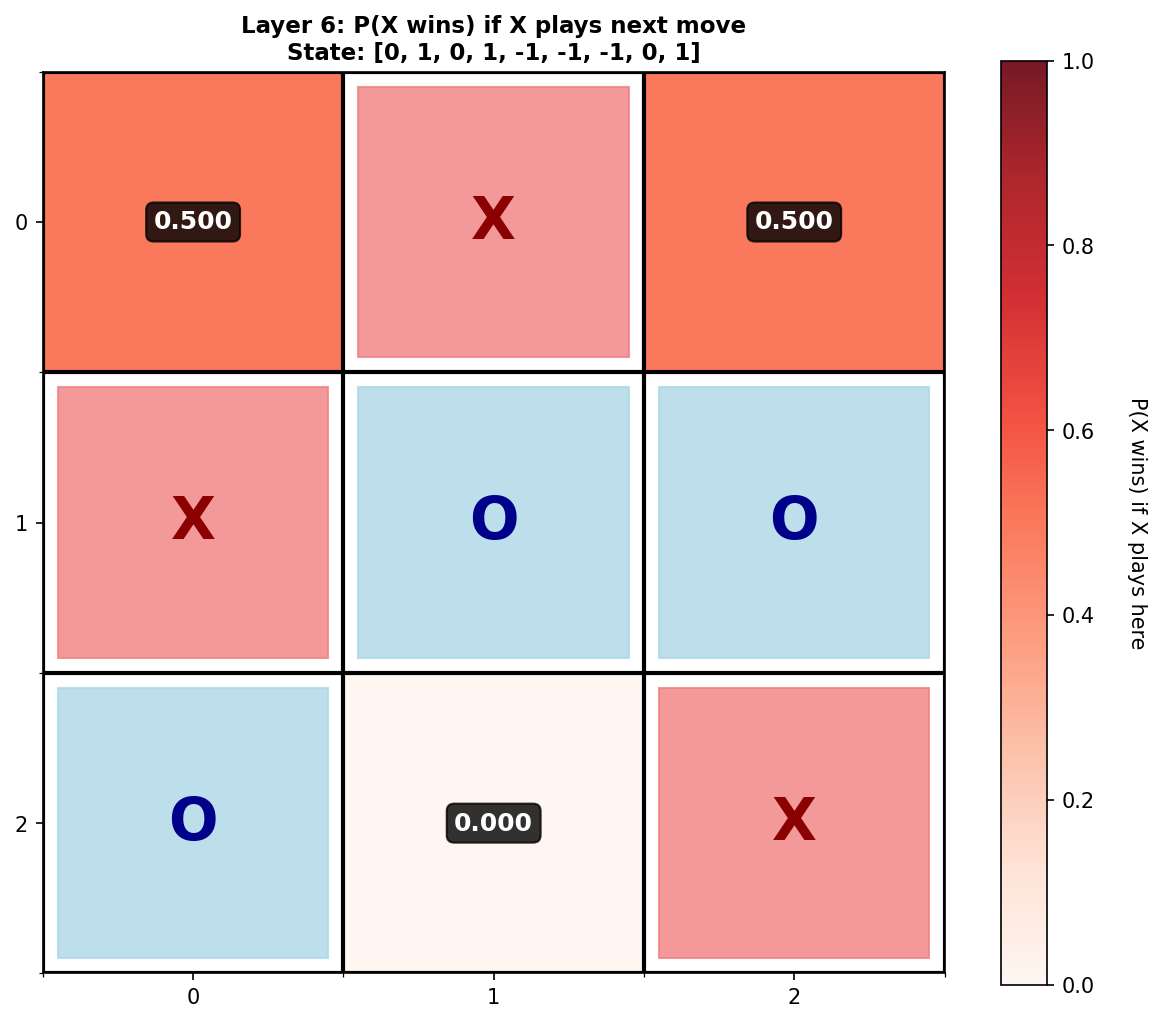 Layer 6: P(X wins) if X plays next move
State: [0, 1, 0, 1, -1, -1, -1, 0, 1]
0
0.500
X
0.500
1
X
O
O
2
O
0.000
X
0
1
2
1.0
0.8
0.6
0.4
0.2
0.0
P(X wins) if X plays here